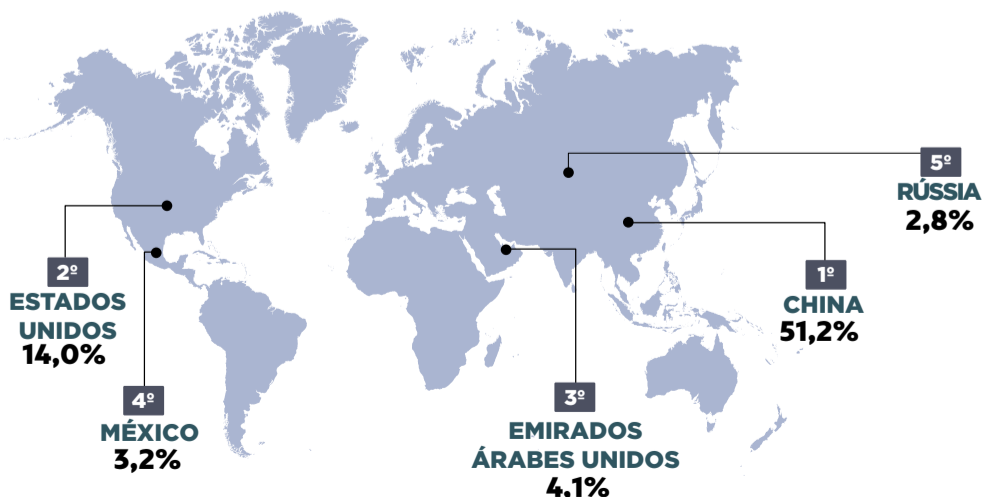 5º
RÚSSIA
2,8%
1º
CHINA
51,2%
2º
ESTADOS
UNIDOS
14,0%
4º
MÉXICO
3,2%
3º
EMIRADOS
ÁRABES UNIDOS
4,1%